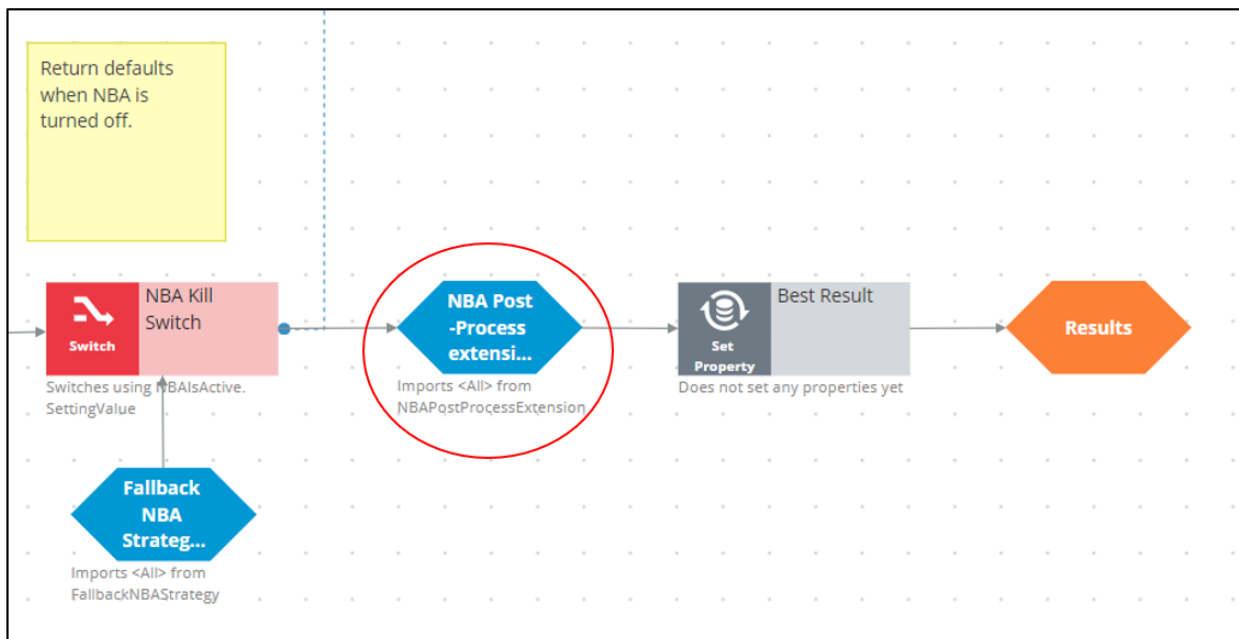 Return defaults
when NBA is
turned off.
NBA Kill
Switch
Switch
Switches using NBAIsActive.
SettingValue
NBA Post
-Process
extensi...
Imports <All> from
NBAPostProcessExtension
Best Result
Set
Property
Does not set any properties yet
Results
Fallback
NBA
Strateg...
Imports <All> from
FallbackNBAStrategy